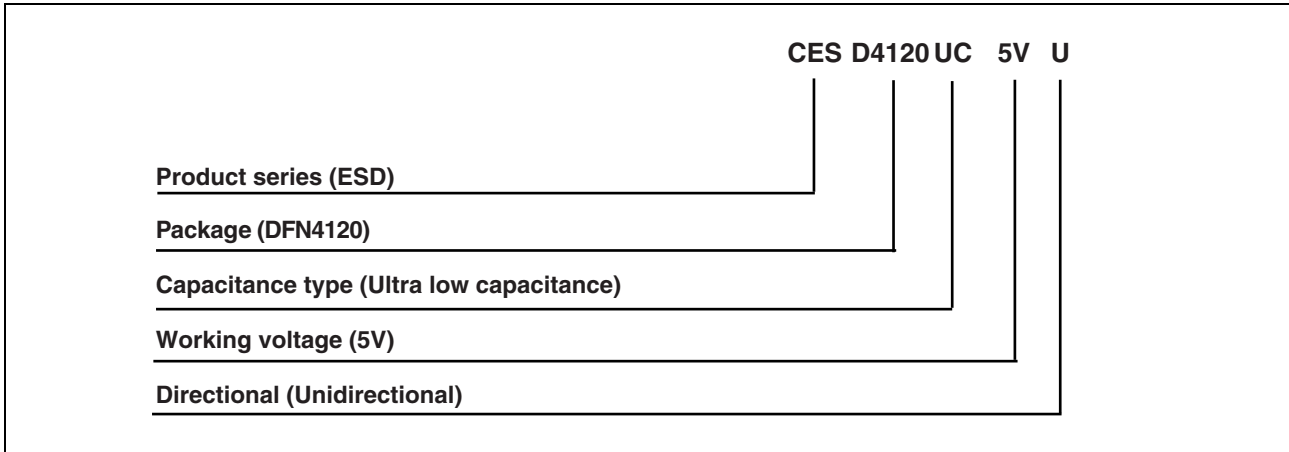 CES D4120 UC 5V U
Product series (ESD)
Package (DFN4120)
Capacitance type (Ultra low capacitance)
Working voltage (5V)
Directional (Unidirectional)